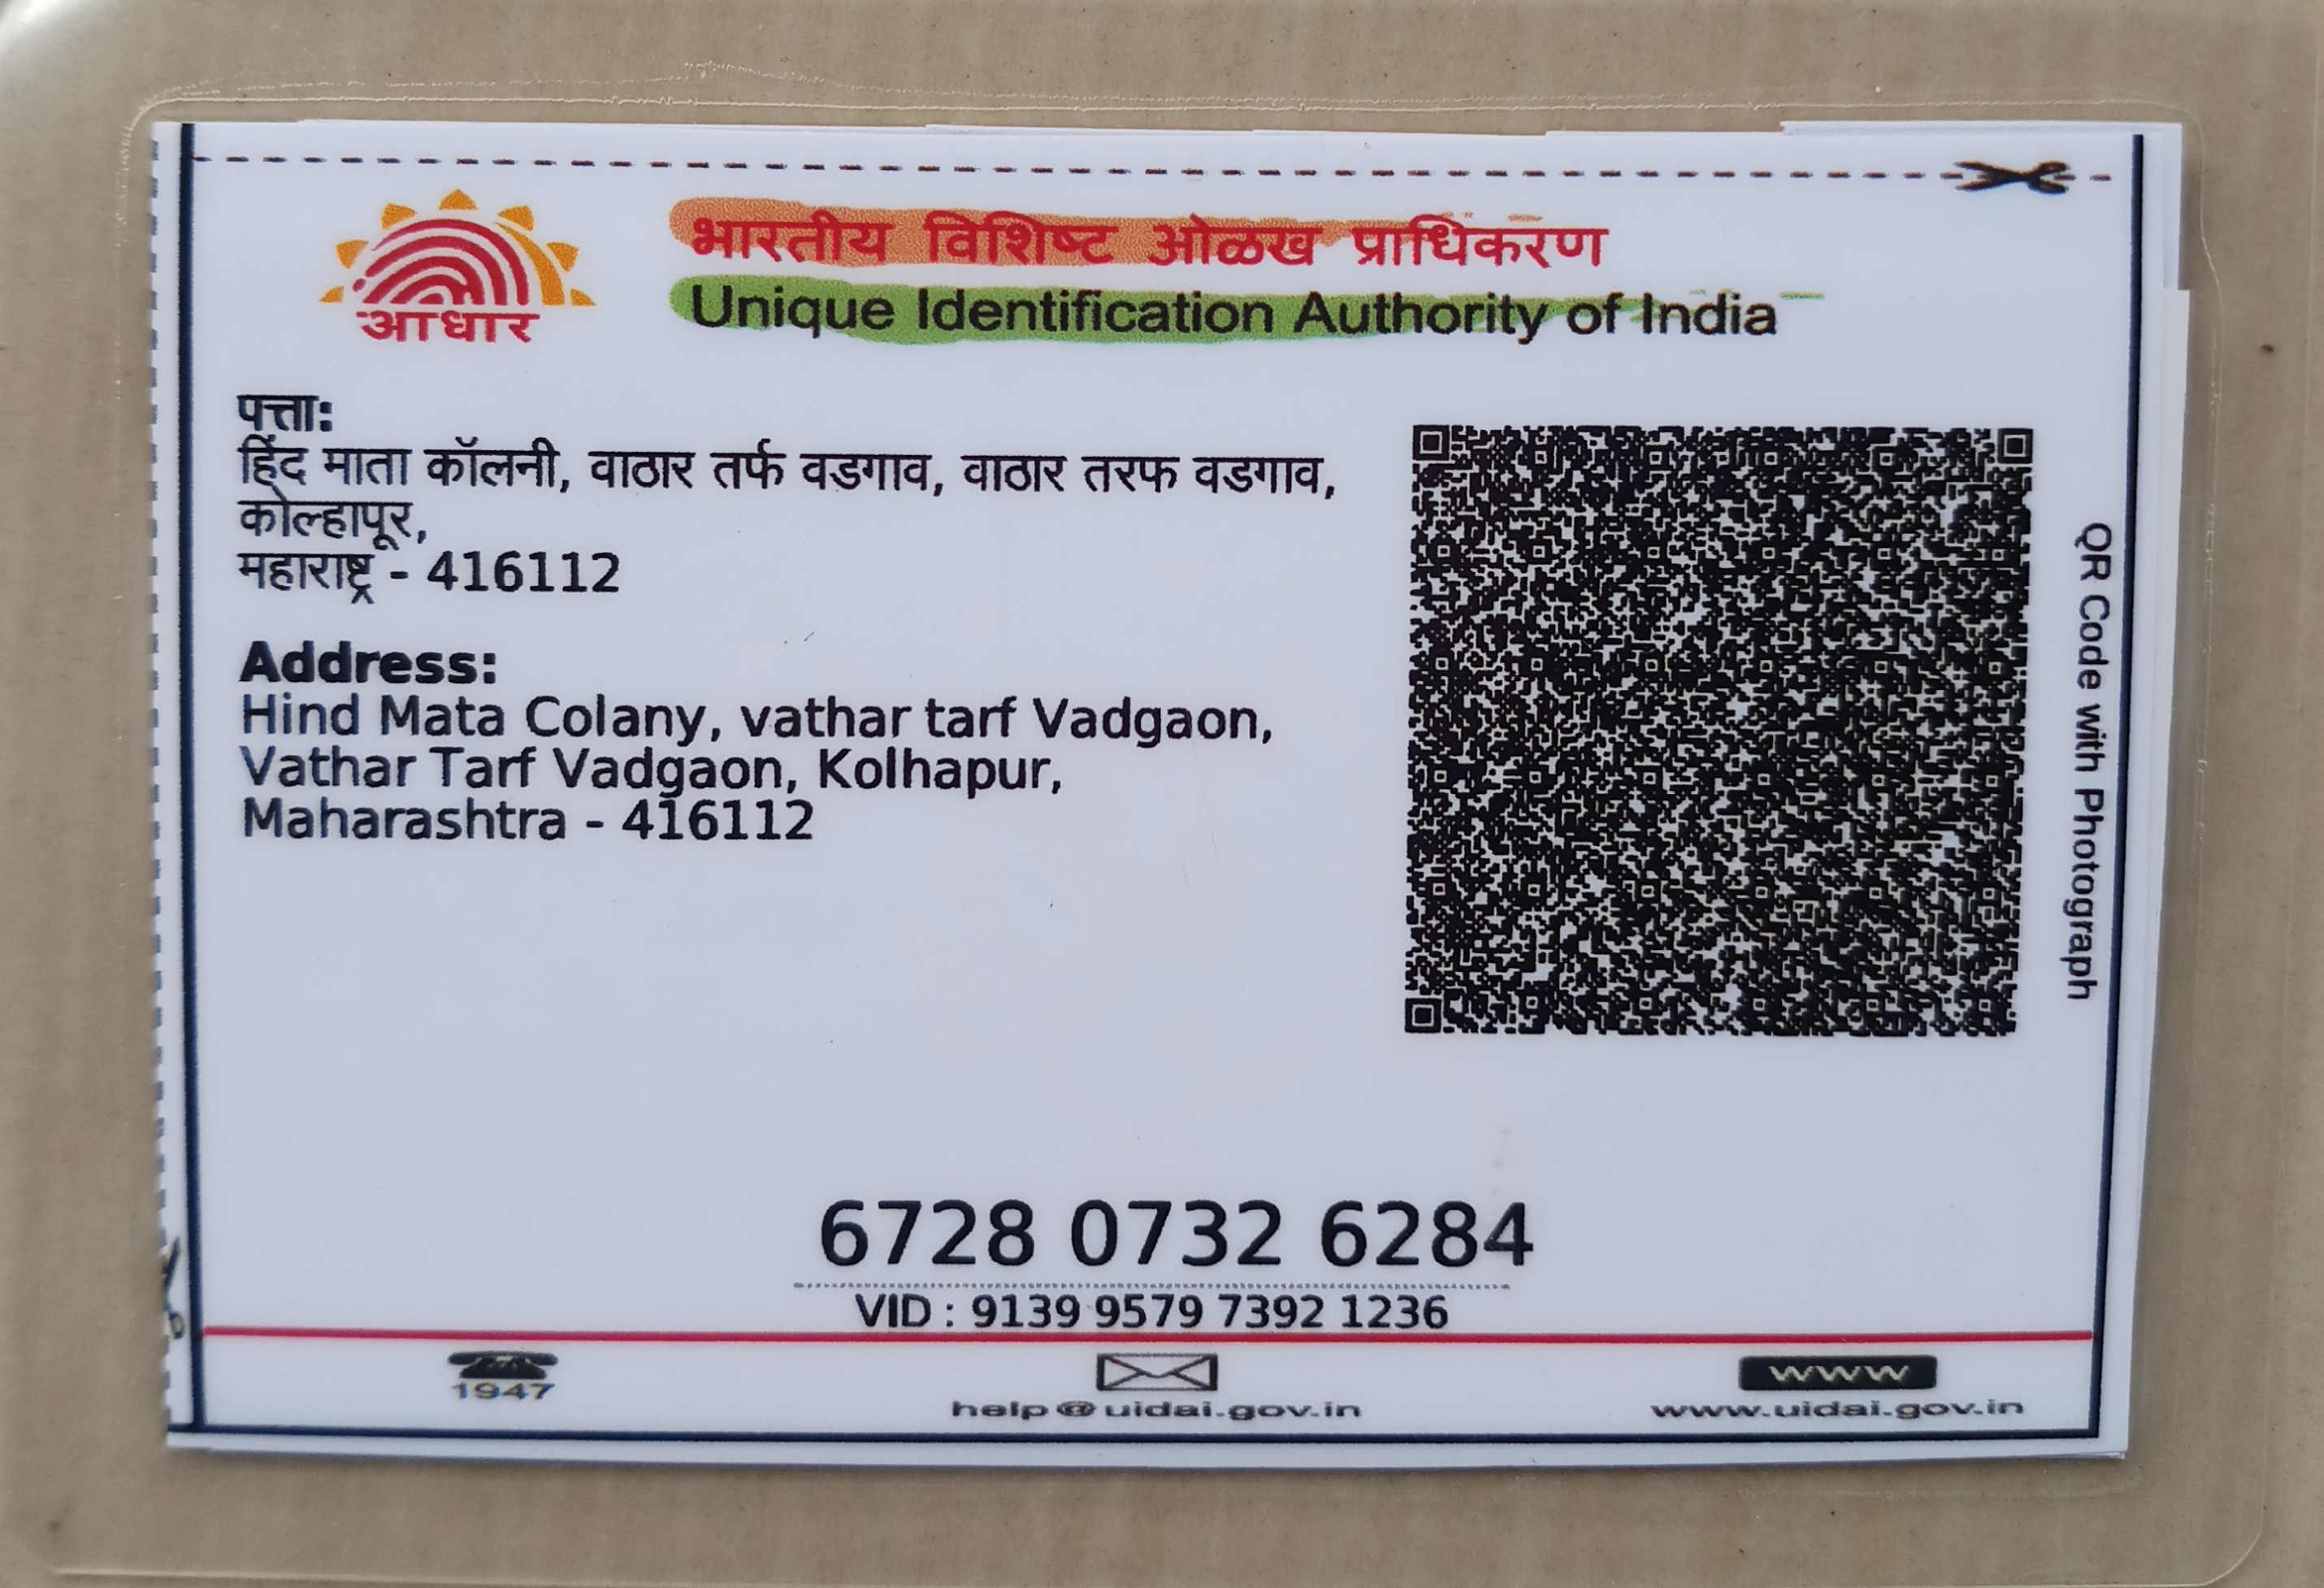 आधार
भारतीय विशिष्ट ओळख प्राधिकरण
Unique Identification Authority of India
पत्ता:
हिंद माता कॉलनी, वाठार तर्फ वडगाव, वाठार तरफ वडगाव,
कोल्हापूर,
महाराष्ट्र - 416112
Address:
Hind Mata Colany, vathar tarf Vadgaon,
Vathar Tarf Vadgaon, Kolhapur,
Maharashtra - 416112
QR Code with Photograph
6728 0732 6284
VID : 9139 9579 7392 1236
1947
help@uidai.gov.in
www
www.uidai.gov.in